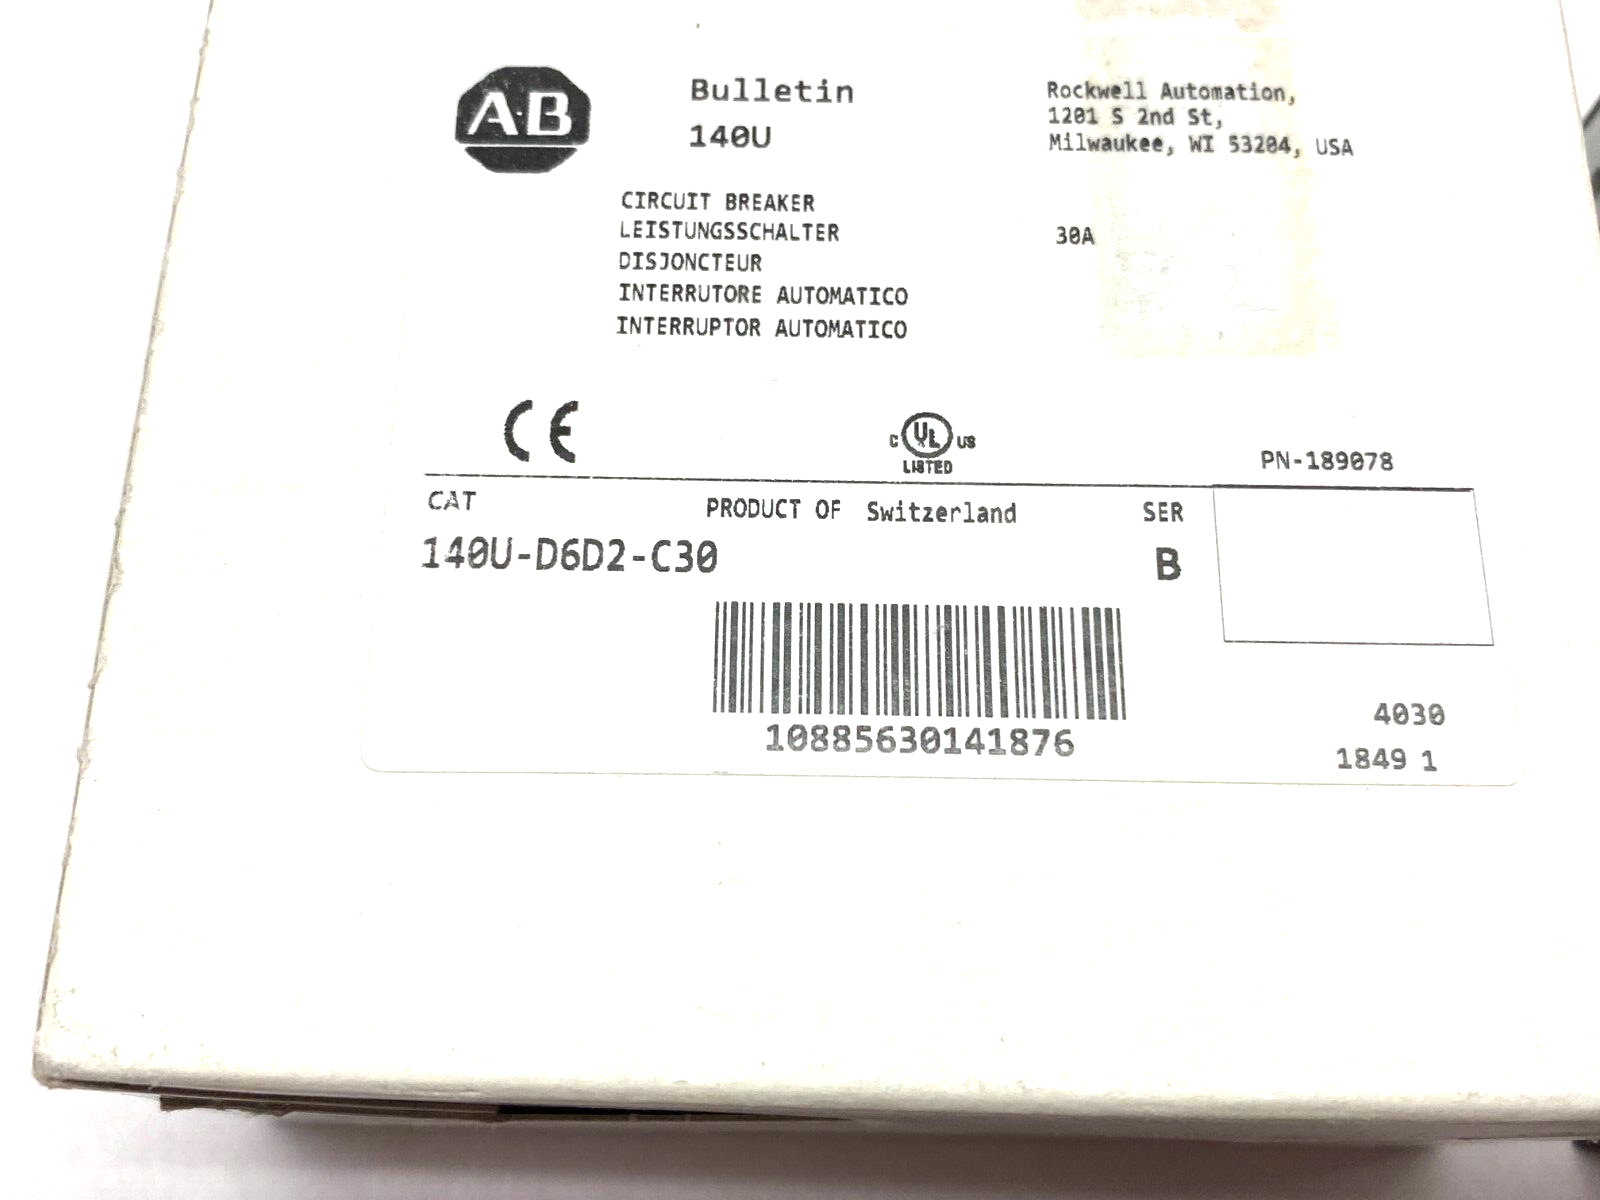 A·B
Bulletin
140U
Rockwell Automation,
1201 S 2nd St,
Milwaukee, WI 53204, USA
CIRCUIT BREAKER
LEISTUNGSSCHALTER
DISJONCTEUR
INTERRUTORE AUTOMATICO
INTERRUPTOR AUTOMATICO
30A
CE
C UL US
LISTED
PN-189078
CAT
PRODUCT OF Switzerland
SER
140U-D6D2-C30
B
10885630141876
4030
1849 1